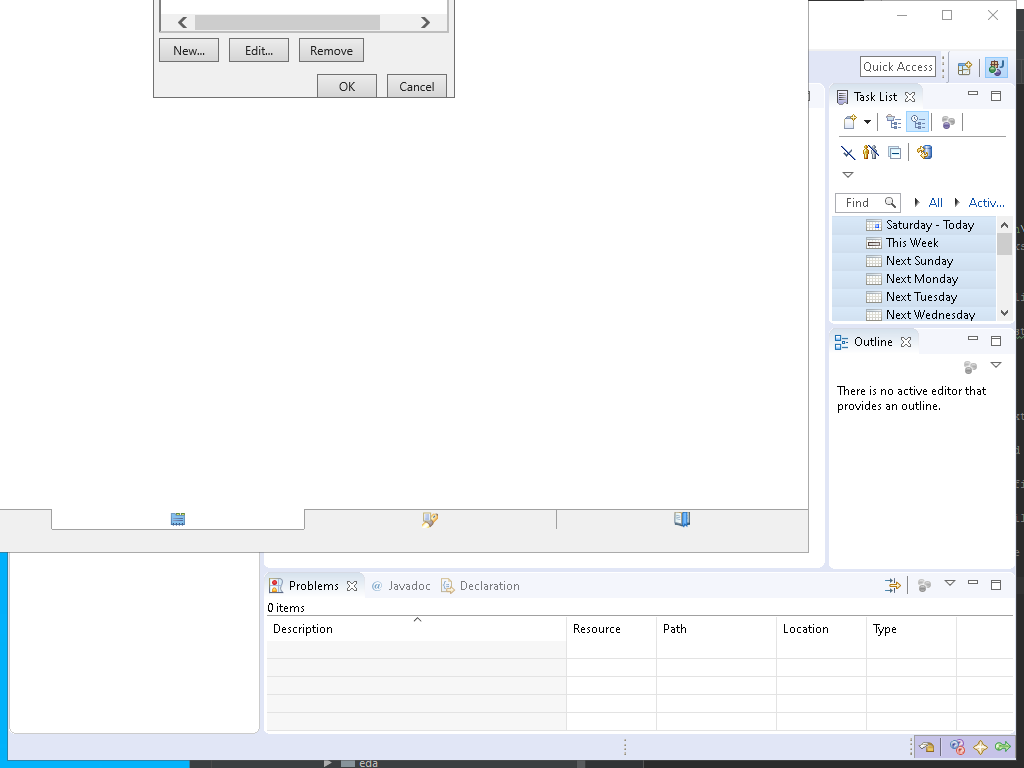 New...
Edit...
Remove
OK
Cancel
Quick Access
Task List
Find
All
Activ...
Saturday - Today
This Week
Next Sunday
Next Monday
Next Tuesday
Next Wednesday
Outline
There is no active editor that
provides an outline.
Problems
@ Javadoc
Declaration
0 items
Description
Resource
Path
Location
Type
eda